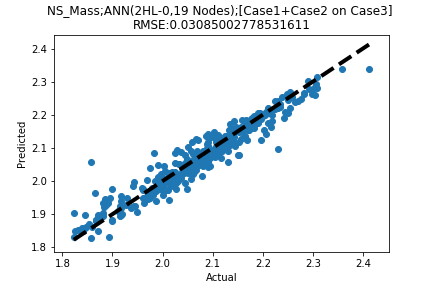 NS_Mass;ANN(2HL-0,19 Nodes);[Case1+Case2 on Case3]
RMSE:0.03085002778531611
2.4
2.3
2.2
2.1
2.0
1.9
1.8
Predicted
1.8 1.9 2.0 2.1 2.2 2.3 2.4
Actual